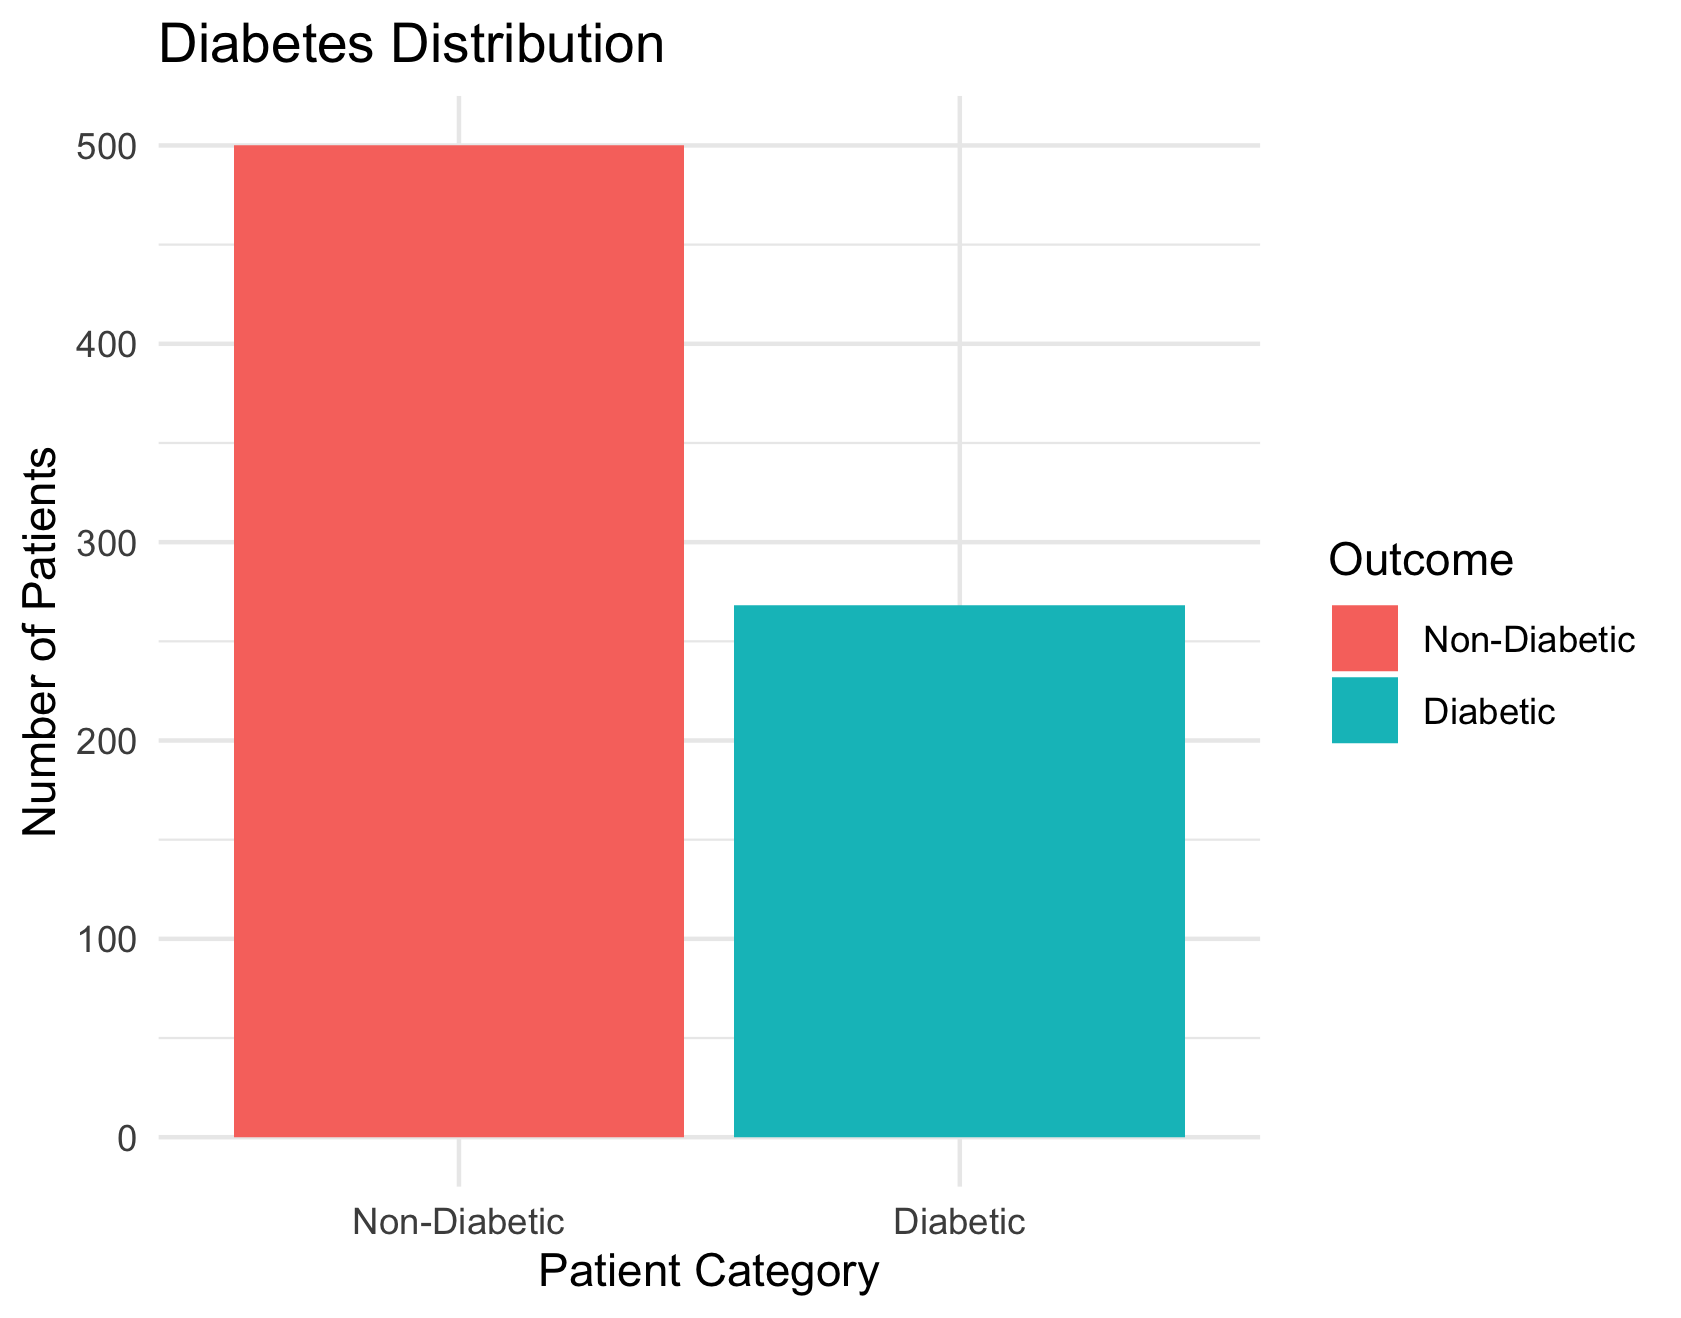 Diabetes Distribution
Number of Patients
500
400
300
200
100
0
Non-Diabetic
Diabetic
Patient Category
Outcome
Non-Diabetic
Diabetic